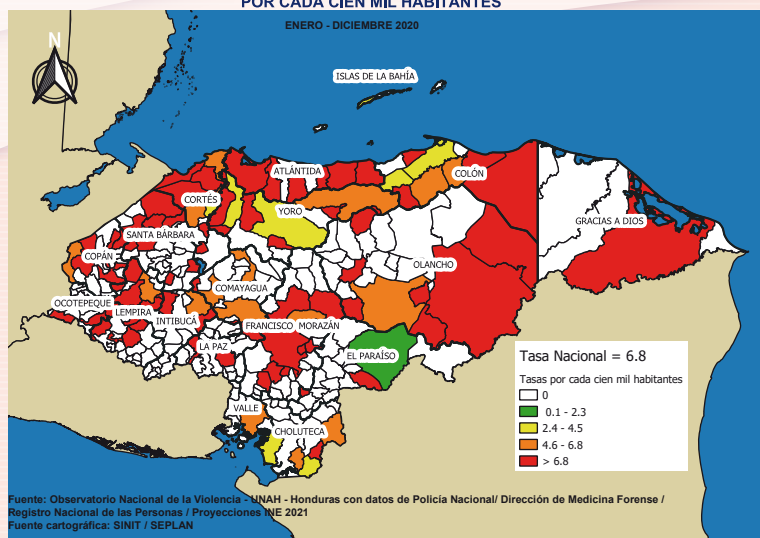 POR CADA CIEN MIL HABITANTES
ENERO - DICIEMBRE 2020
N
ISLAS DE LA BAHÍA
ATLÁNTIDA
COLÓN
CORTÉS
YORO
GRACIAS A DIOS
SANTA BÁRBARA
COPÁN
OLANCHO
COMAYAGUA
OCOTEPEQUE
LEMPIRA
INTIBUCÁ
FRANCISCO MORAZÁN
LA PAZ
EL PARAÍSO
VALLE
CHOLUTECA
Tasa Nacional = 6.8
Tasas por cada cien mil habitantes
0
0.1 - 2.3
2.4 - 4.5
4.6 - 6.8
> 6.8
Fuente: Observatorio Nacional de la Violencia - UNAH - Honduras con datos de Policía Nacional/ Dirección de Medicina Forense /
Registro Nacional de las Personas / Proyecciones INE 2021
Fuente cartográfica: SINIT / SEPLAN